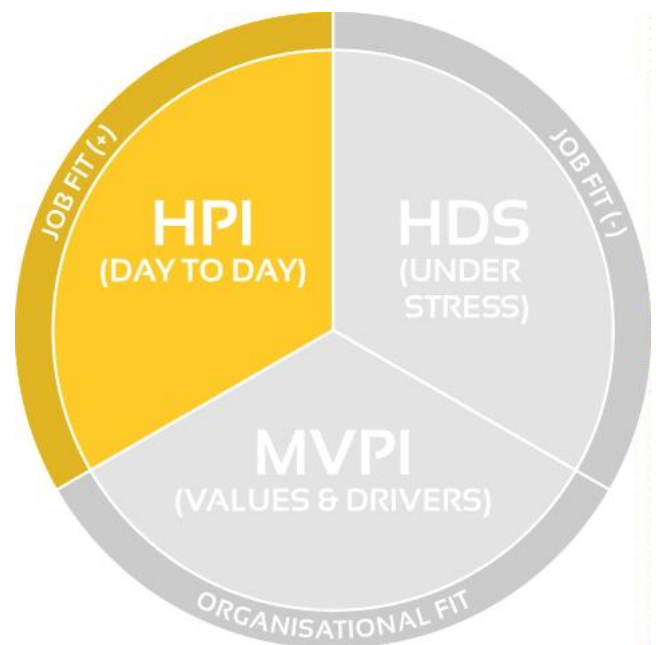 JOB FIT (+)
HPI
(DAY TO DAY)
JOB FIT (-)
HDS
(UNDER
STRESS)
MVPI
(VALUES & DRIVERS)
ORGANISATIONAL FIT